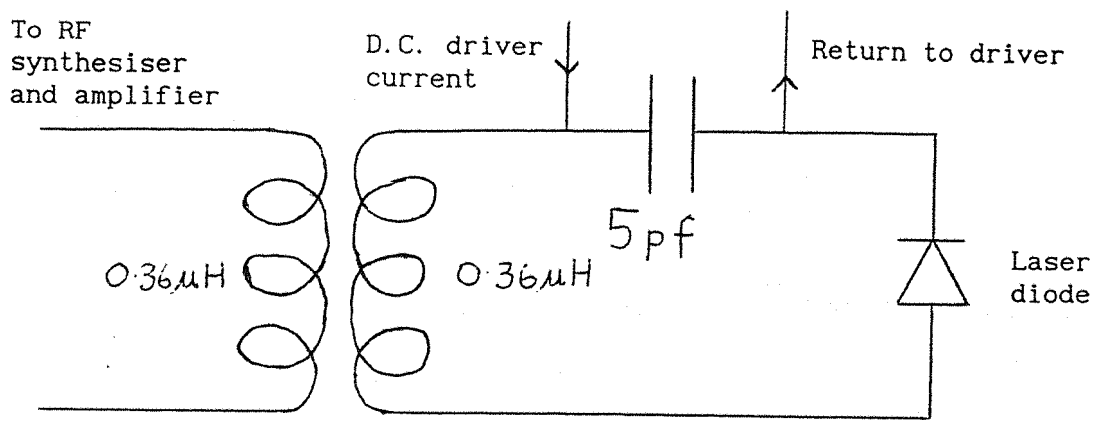 To RF
synthesiser
and amplifier
D.C. driver
current
Return to driver
5pf
0.36μH
0.36μH
Laser
diode